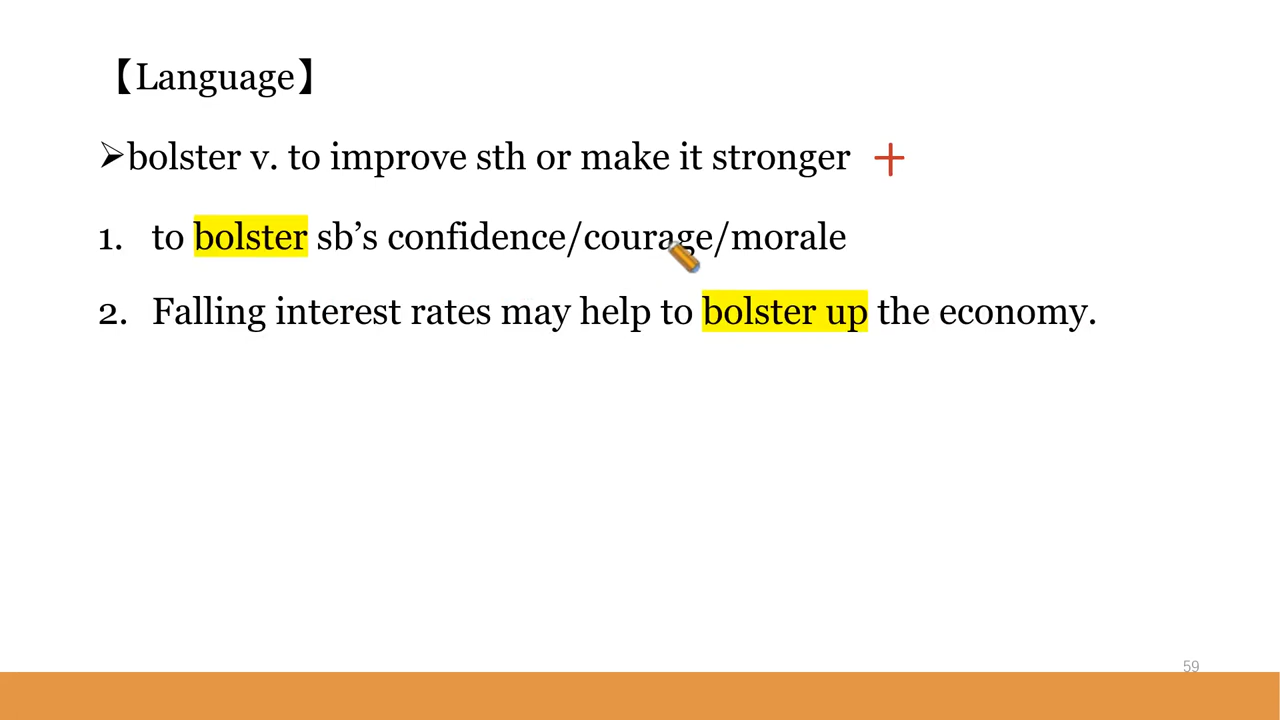 【Language】
➢bolster v. to improve sth or make it stronger +
1. to bolster sb’s confidence/courage/morale
2. Falling interest rates may help to bolster up the economy.
59